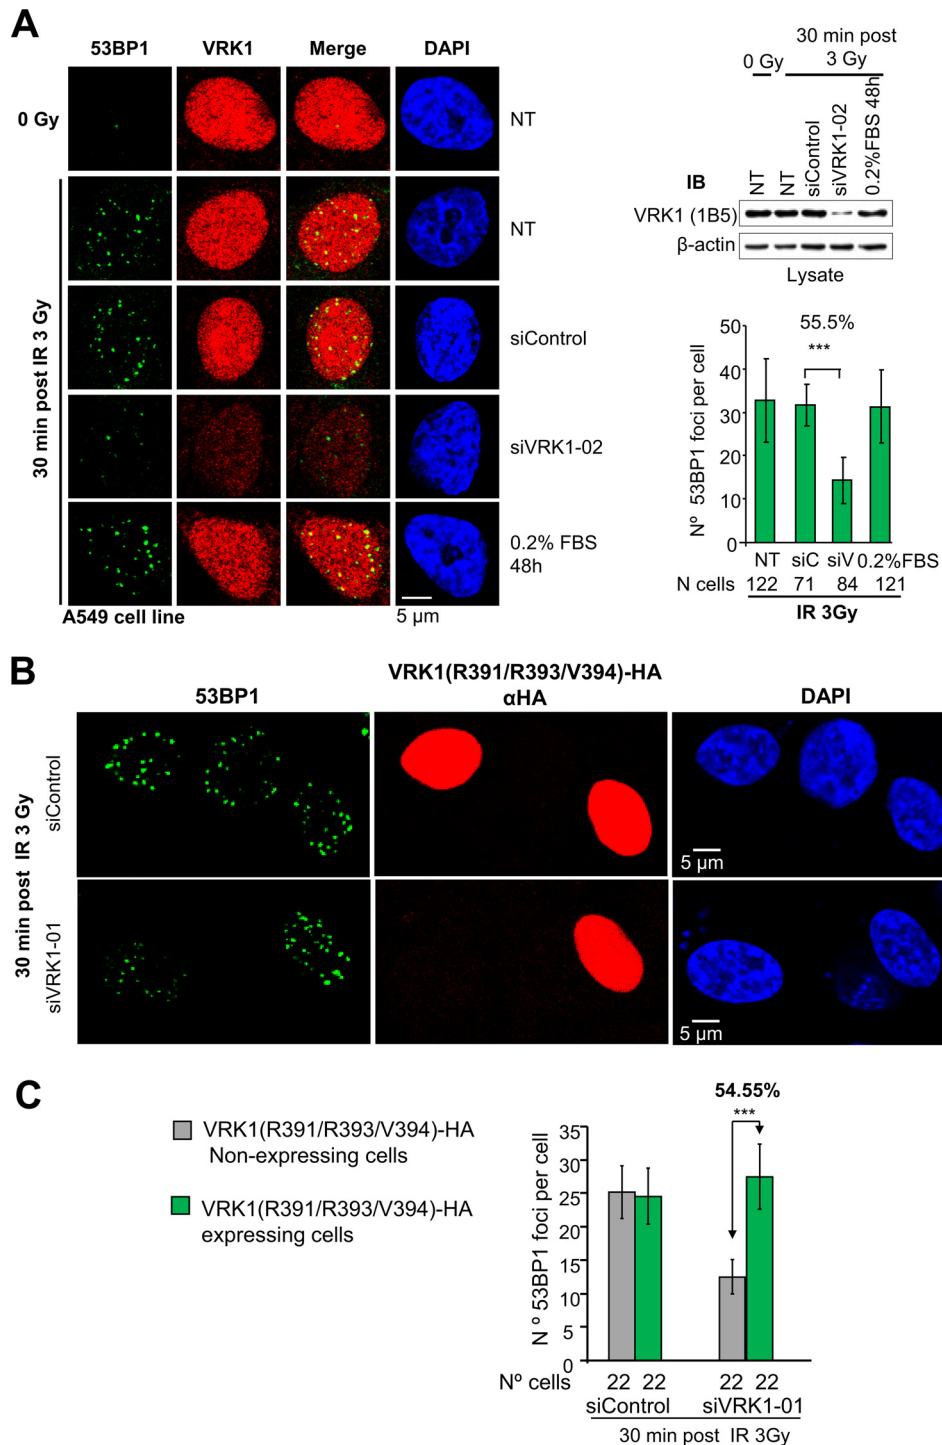 A
53BP1 VRK1 Merge DAPI
0 Gy
NT
NT
siControl
siVRK1-02
0.2% FBS
48h
30 min post IR 3 Gy
A549 cell line
5 µm
30 min post
0 Gy 3 Gy
IB
NT
NT
siControl
siVRK1-02
0.2%FBS 48h
VRK1 (1B5)
β-actin
Lysate
55.5%
***
Nº 53BP1 foci per cell
50
40
30
20
10
0
NT siC siV 0.2%FBS
N cells 122 71 84 121
IR 3Gy
B
VRK1(R391/R393/V394)-HA
53BP1 αHA DAPI
30 min post IR 3 Gy
siControl
siVRK1-01
5 µm
5 µm
C
VRK1(R391/R393/V394)-HA
Non-expressing cells
VRK1(R391/R393/V394)-HA
expressing cells
54.55%
***
N º 53BP1 foci per cell
35
30
25
20
15
10
5
0
Nº cells 22 22 22 22
siControl siVRK1-01
30 min post IR 3Gy